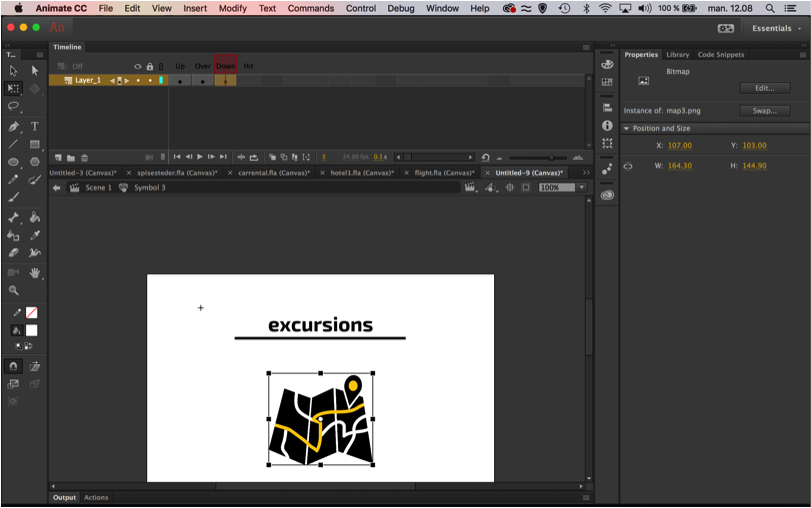 Animate CC File Edit View Insert Modify Text Commands Control Debug Window Help 100 % man. 12.08
An Essentials
Timeline
Off Up Over Down Hit
Layer_1
3 24.00 fps 0.1s
Untitled-3 (Canvas)* × spisesteder.fla (Canvas)* × carrental.fla (Canvas)* × hotel1.fla (Canvas)* × flight.fla (Canvas)* × Untitled-9 (Canvas)*
Scene 1 Symbol 3 100%
excursions
Output Actions
Properties Library Code Snippets
Bitmap
Edit...
Instance of: map3.png Swap...
Position and Size
X: 107.00 Y: 103.00
W: 164.30 H: 144.90